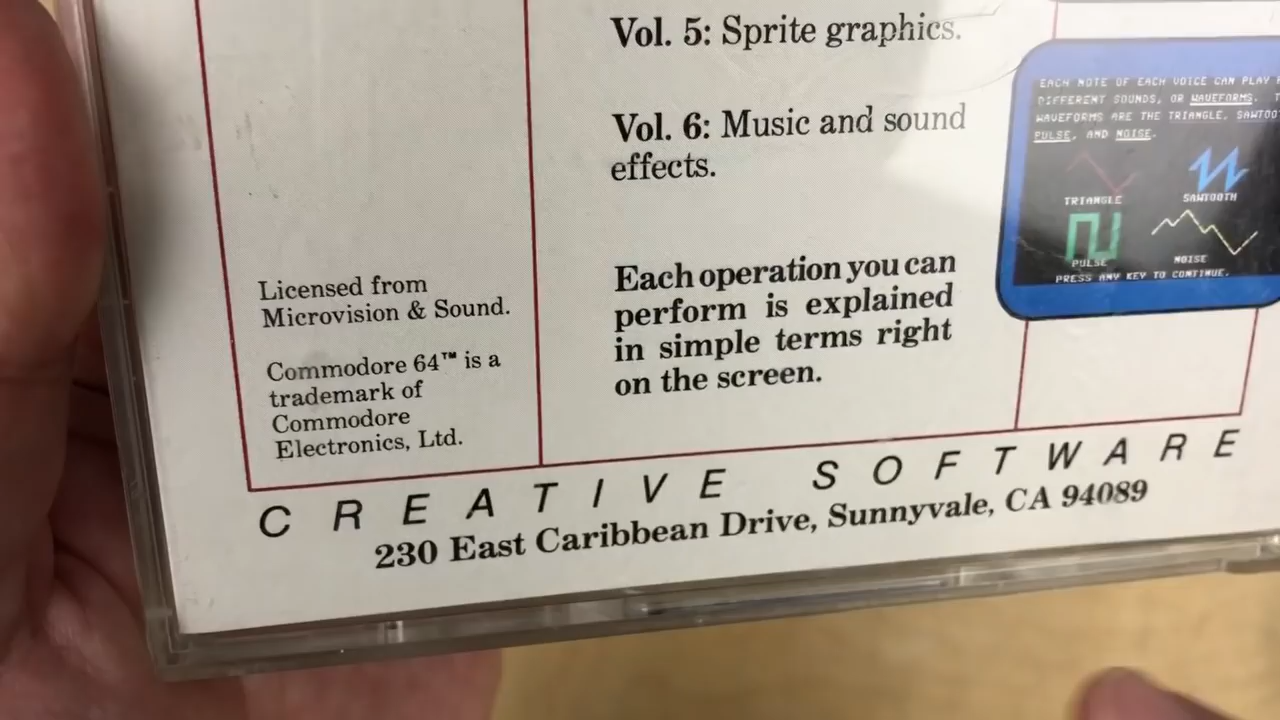 Vol. 5: Sprite graphics.
Vol. 6: Music and sound
effects.
Each operation you can
perform is explained
in simple terms right
on the screen.
Licensed from
Microvision & Sound.
Commodore 64™ is a
trademark of
Commodore
Electronics, Ltd.
EACH NOTE OF EACH VOICE CAN PLAY
DIFFERENT SOUNDS, OR WAVEFORMS.
WAVEFORMS ARE THE TRIANGLE, SAWTOO
PULSE, AND NOISE.
TRIANGLE
SAWTOOTH
PULSE
NOISE
PRESS ANY KEY TO CONTINUE.
CREATIVE SOFTWARE
230 East Caribbean Drive, Sunnyvale, CA 94089